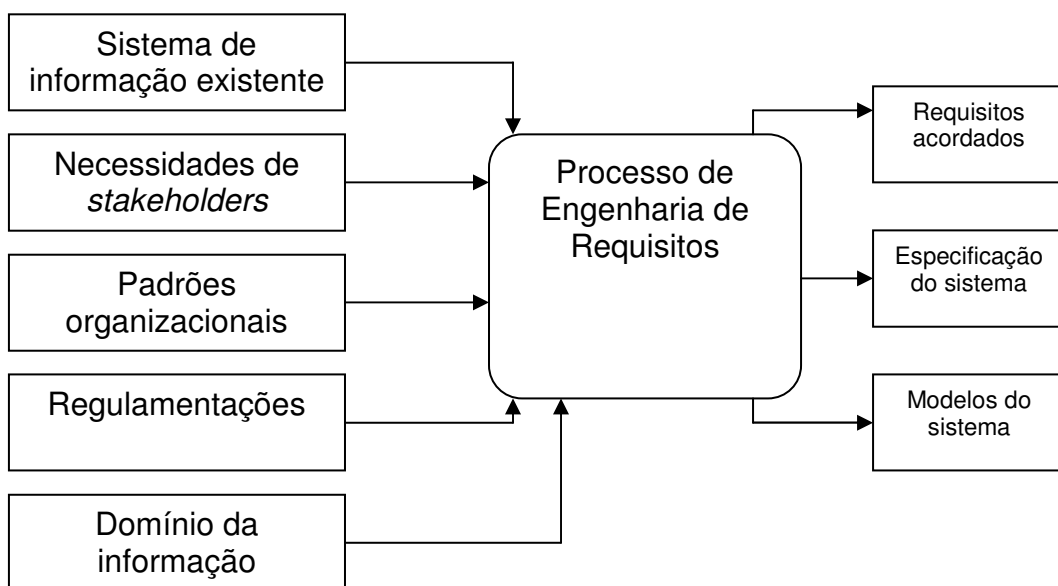 Sistema de
informação existente
Necessidades de
stakeholders
Padrões
organizacionais
Regulamentações
Domínio da
informação
Processo de
Engenharia de
Requisitos
Requisitos
acordados
Especificação
do sistema
Modelos do
sistema